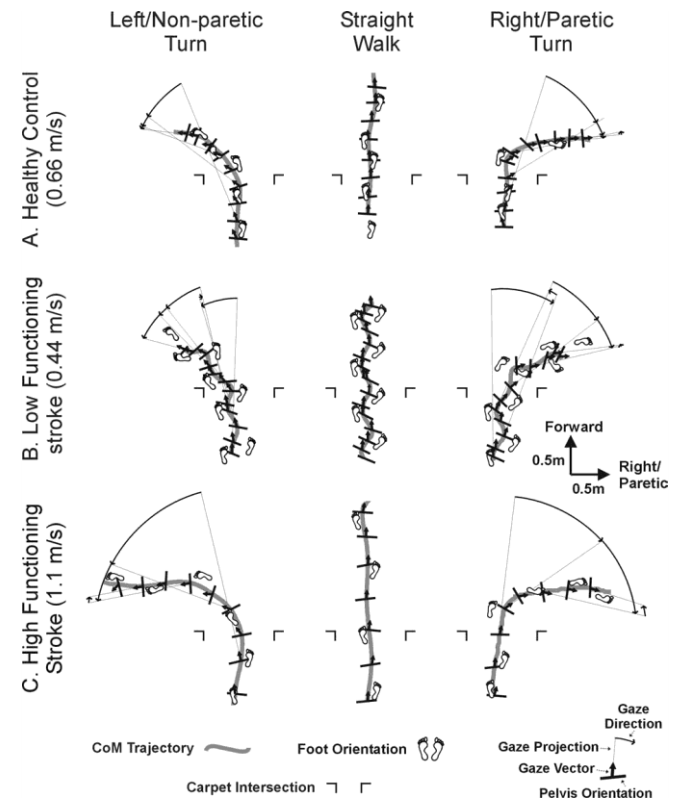 Left/Non-paretic
Turn
Straight
Walk
Right/Paretic
Turn
A. Healthy Control
(0.66 m/s)
B. Low Functioning
stroke (0.44 m/s)
Forward
0.5m
Right/
Paretic
0.5m
C. High Functioning
Stroke (1.1 m/s)
CoM Trajectory
Foot Orientation
Carpet Intersection
Gaze
Direction
Gaze Projection
Gaze Vector
Pelvis Orientation